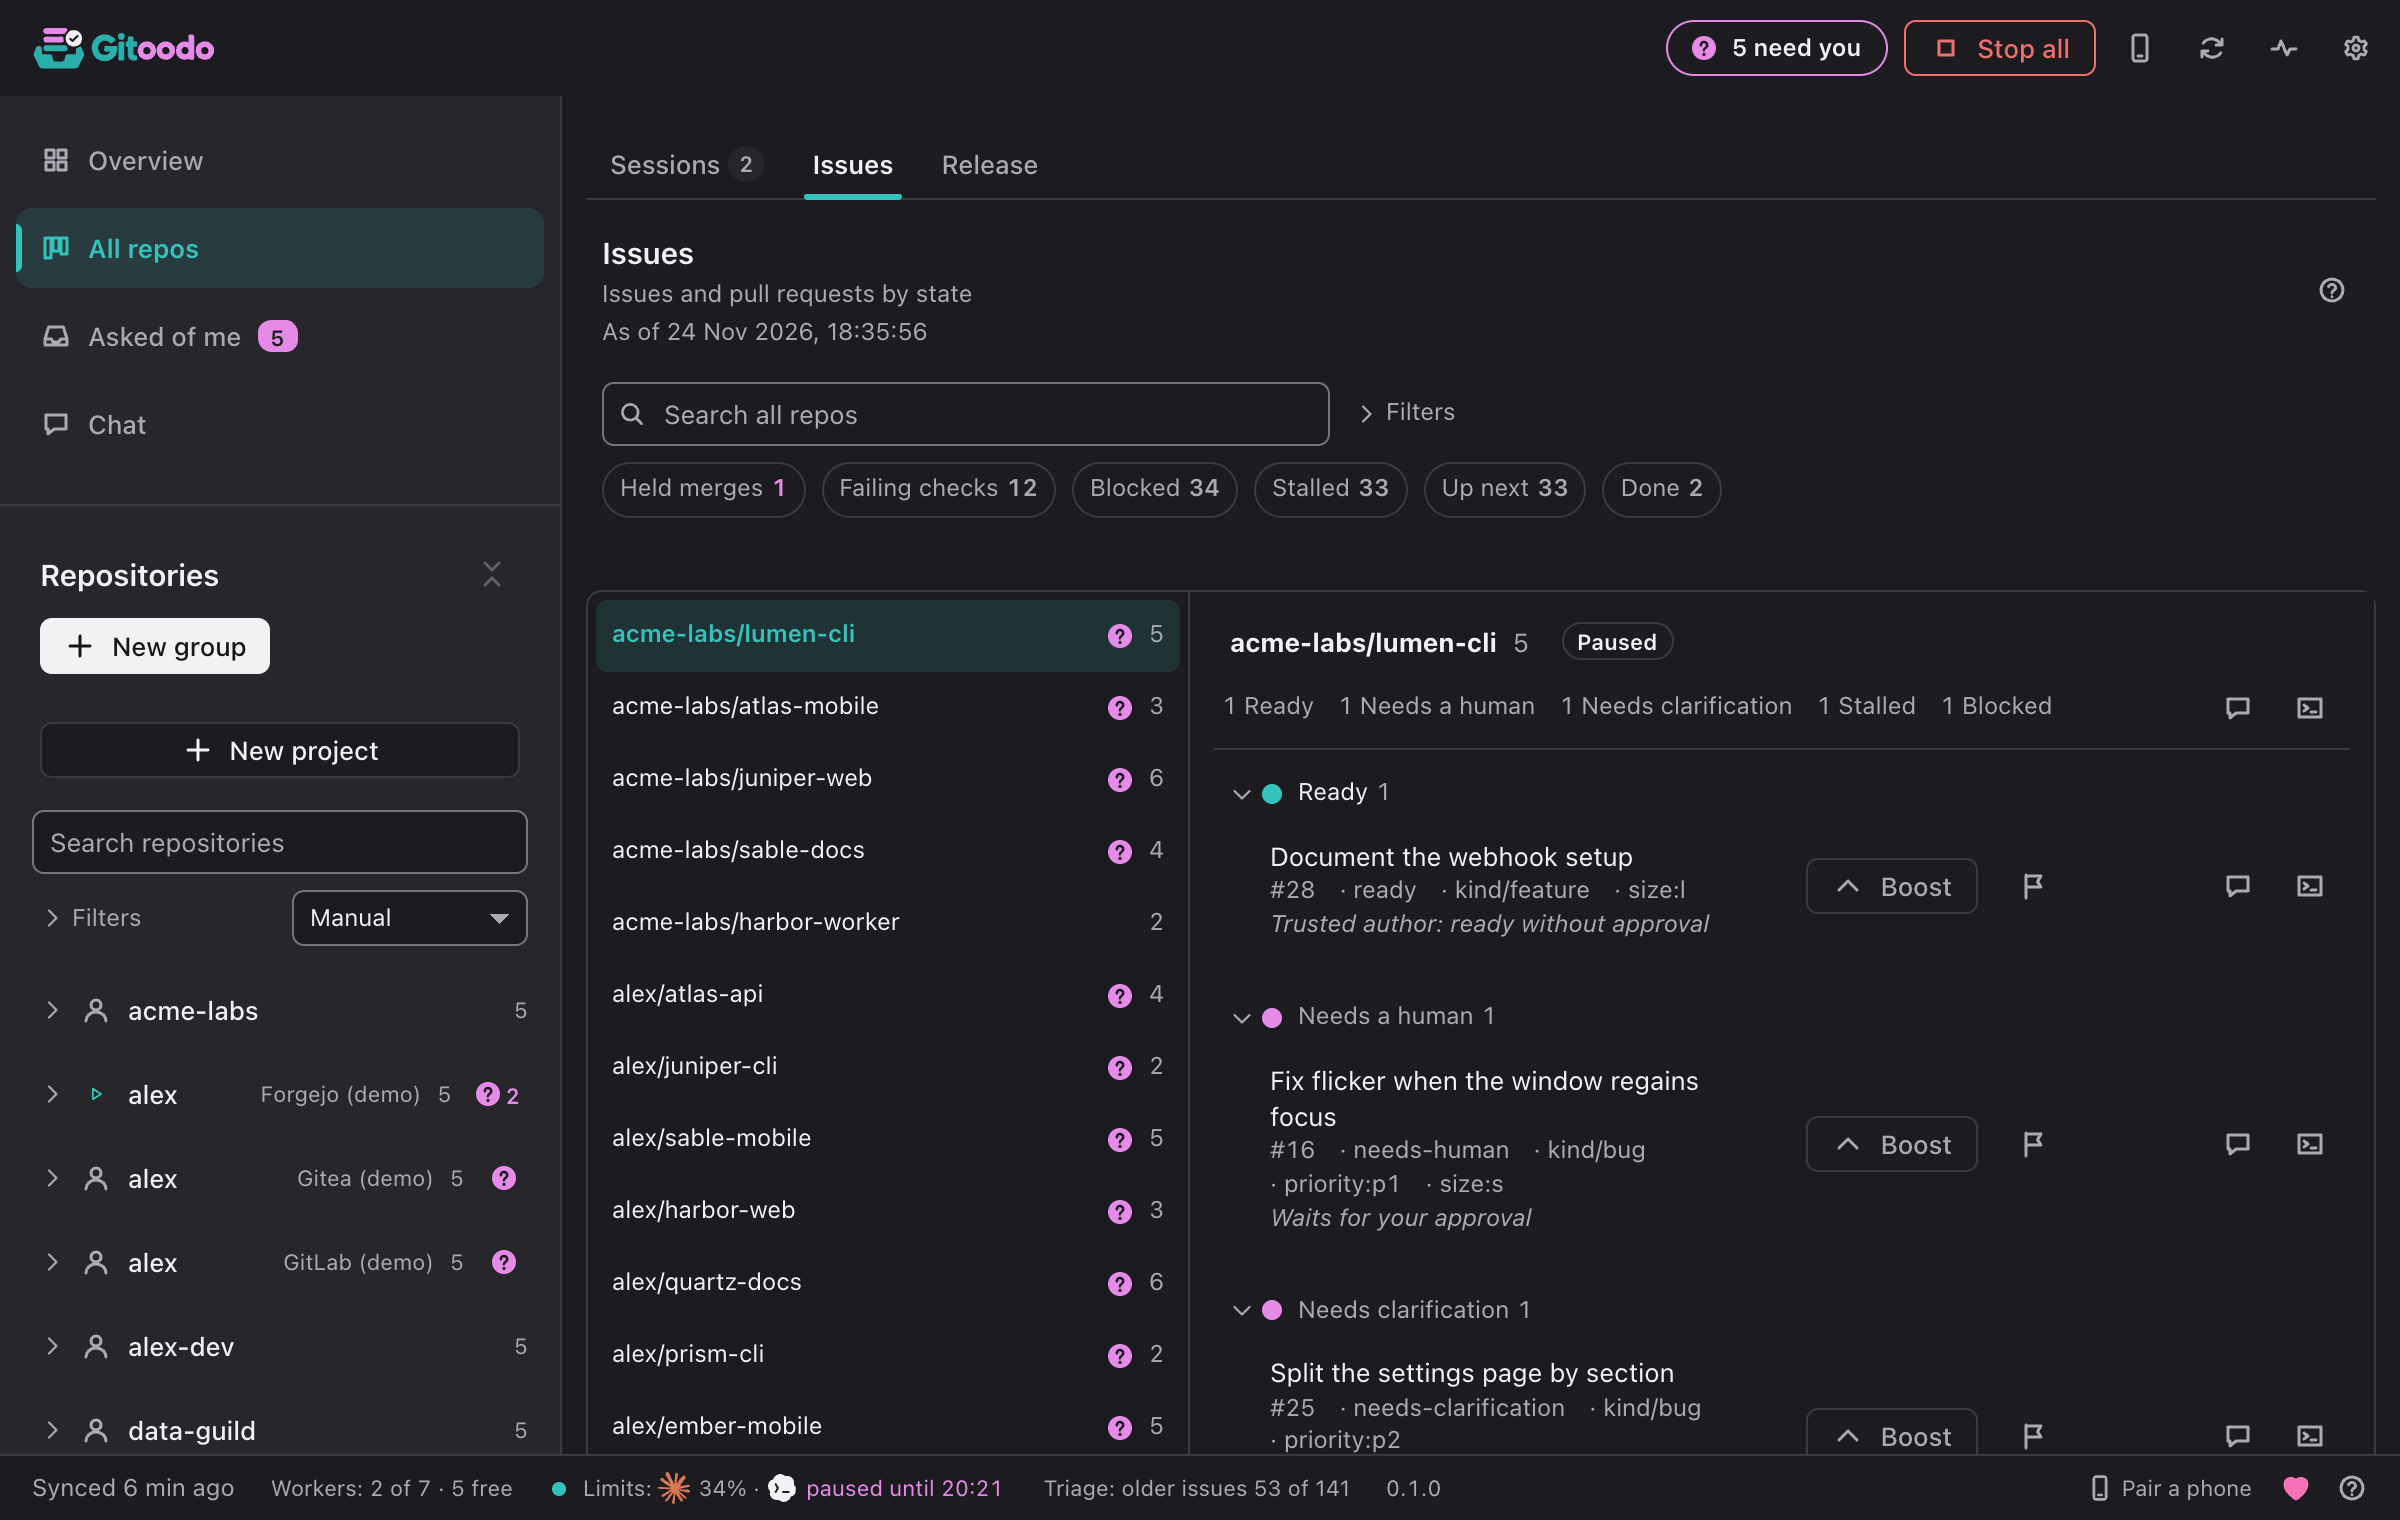 Gitoodo
5 need you
Stop all
Overview
All repos
Asked of me 5
Chat
Repositories
New group
New project
Search repositories
Filters
Manual
acme-labs 5
alex Forgejo (demo) 5 ? 2
alex Gitea (demo) 5 ?
alex GitLab (demo) 5 ?
alex-dev 5
data-guild 5
Sessions 2
Issues
Release
Issues
Issues and pull requests by state
As of 24 Nov 2026, 18:35:56
Search all repos
Filters
Held merges 1
Failing checks 12
Blocked 34
Stalled 33
Up next 33
Done 2
acme-labs/lumen-cli ? 5
acme-labs/atlas-mobile ? 3
acme-labs/juniper-web ? 6
acme-labs/sable-docs ? 4
acme-labs/harbor-worker 2
alex/atlas-api ? 4
alex/juniper-cli ? 2
alex/sable-mobile ? 5
alex/harbor-web ? 3
alex/quartz-docs ? 6
alex/prism-cli ? 2
alex/ember-mobile ? 5
acme-labs/lumen-cli 5 Paused
1 Ready 1 Needs a human 1 Needs clarification 1 Stalled 1 Blocked
Ready 1
Document the webhook setup
#28 · ready · kind/feature · size:l
Trusted author: ready without approval
Boost
Needs a human 1
Fix flicker when the window regains
focus
#16 · needs-human · kind/bug
· priority:p1 · size:s
Waits for your approval
Boost
Needs clarification 1
Split the settings page by section
#25 · needs-clarification · kind/bug
· priority:p2
Boost
Synced 6 min ago
Workers: 2 of 7 · 5 free
Limits: 34% · paused until 20:21
Triage: older issues 53 of 141
0.1.0
Pair a phone